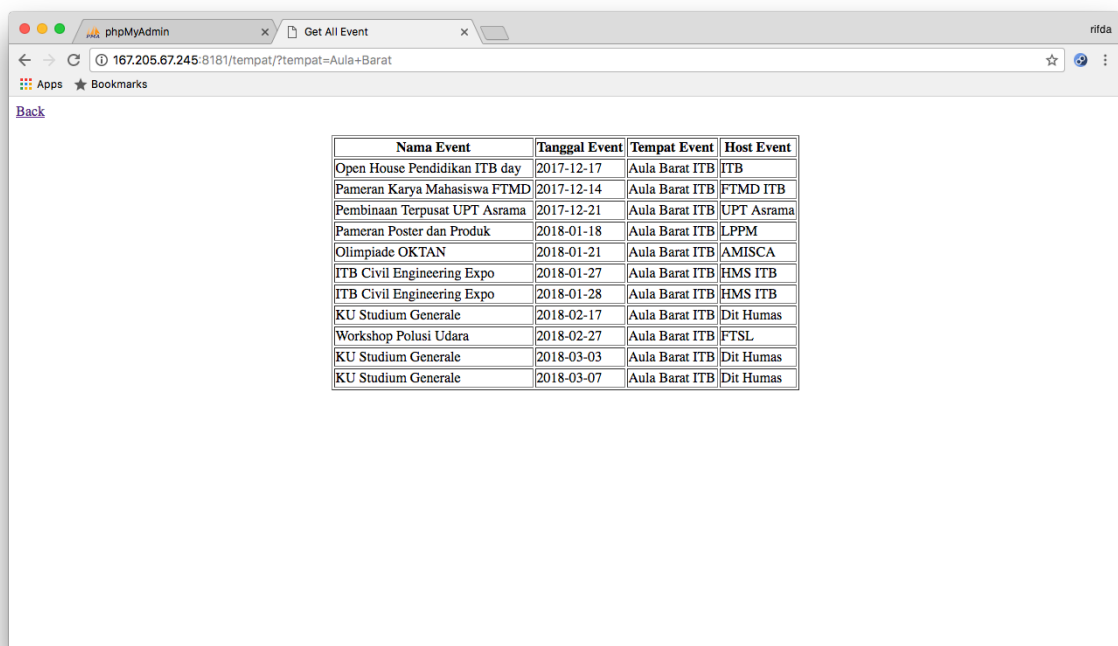 phpMyAdmin Get All Event rifda
167.205.67.245:8181/tempat/?tempat=Aula+Barat
Apps Bookmarks
Back
Nama Event Tanggal Event Tempat Event Host Event
Open House Pendidikan ITB day 2017-12-17 Aula Barat ITB ITB
Pameran Karya Mahasiswa FTMD 2017-12-14 Aula Barat ITB FTMD ITB
Pembinaan Terpusat UPT Asrama 2017-12-21 Aula Barat ITB UPT Asrama
Pameran Poster dan Produk 2018-01-18 Aula Barat ITB LPPM
Olimpiade OKTAN 2018-01-21 Aula Barat ITB AMISCA
ITB Civil Engineering Expo 2018-01-27 Aula Barat ITB HMS ITB
ITB Civil Engineering Expo 2018-01-28 Aula Barat ITB HMS ITB
KU Studium Generale 2018-02-17 Aula Barat ITB Dit Humas
Workshop Polusi Udara 2018-02-27 Aula Barat ITB FTSL
KU Studium Generale 2018-03-03 Aula Barat ITB Dit Humas
KU Studium Generale 2018-03-07 Aula Barat ITB Dit Humas